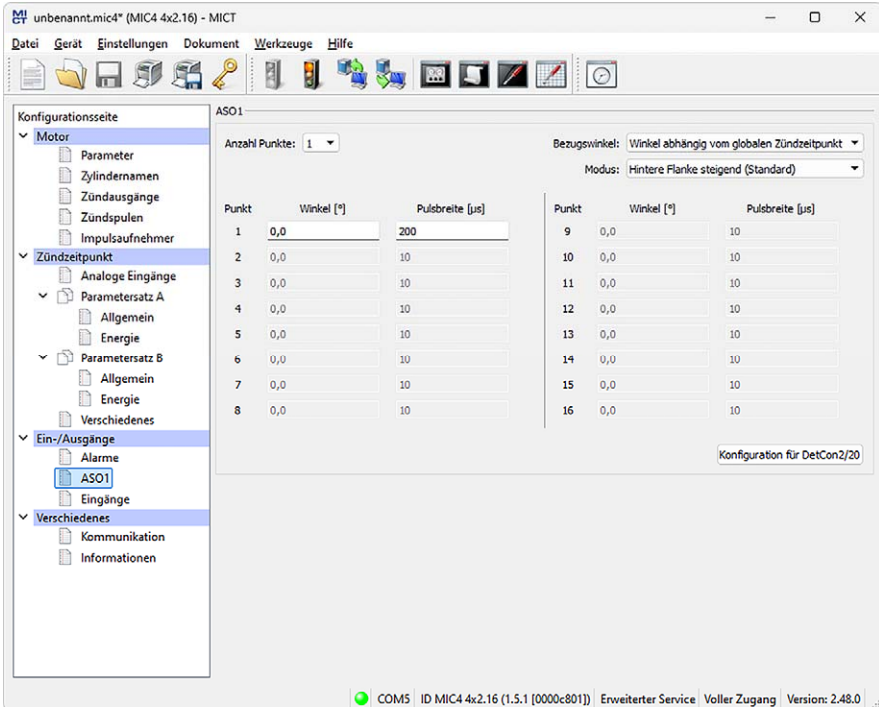 unbenannt.mic4* (MIC4 4x2.16) - MICT
Datei Gerät Einstellungen Dokument Werkzeuge Hilfe
Konfigurationsseite
Motor
Parameter
Zylindernamen
Zündausgänge
Zündspulen
Impulsaufnehmer
Zündzeitpunkt
Analoge Eingänge
Parametersatz A
Allgemein
Energie
Parametersatz B
Allgemein
Energie
Verschiedenes
Ein-/Ausgänge
Alarme
ASO1
Eingänge
Verschiedenes
Kommunikation
Informationen
ASO1
Anzahl Punkte: 1
Bezugswinkel: Winkel abhängig vom globalen Zündzeitpunkt
Modus: Hintere Flanke steigend (Standard)
Punkt Winkel [°] Pulsbreite [µs] Punkt Winkel [°] Pulsbreite [µs]
1 0,0 200 9 0,0 10
2 0,0 10 10 0,0 10
3 0,0 10 11 0,0 10
4 0,0 10 12 0,0 10
5 0,0 10 13 0,0 10
6 0,0 10 14 0,0 10
7 0,0 10 15 0,0 10
8 0,0 10 16 0,0 10
Konfiguration für DetCon2/20
COM5 ID MIC4 4x2.16 (1.5.1 [0000c801]) Erweiterter Service Voller Zugang Version: 2.48.0